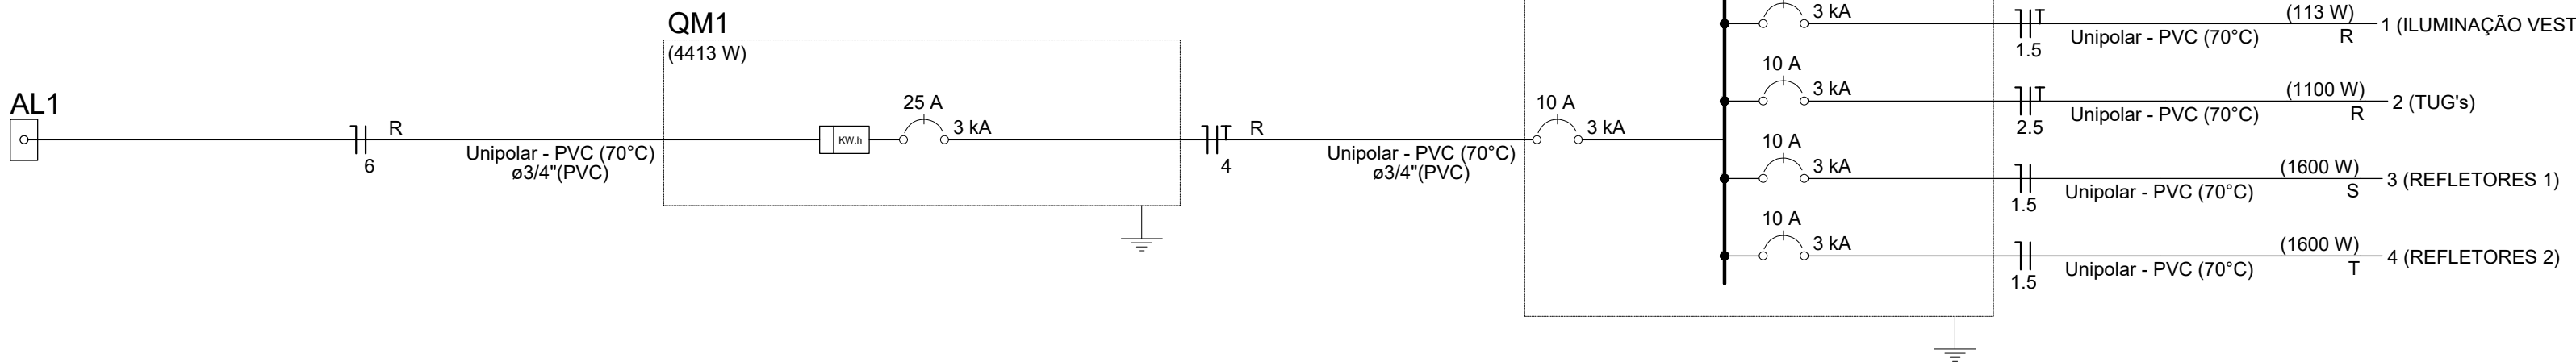 AL1
R
6
Unipolar - PVC (70°C)
ø3/4"(PVC)
QM1
(4413 W)
KW.h
25 A
3 kA
R
4
Unipolar - PVC (70°C)
ø3/4"(PVC)
10 A
3 kA
3 kA
T
1.5
Unipolar - PVC (70°C)
(113 W)
R
1 (ILUMINAÇÃO VEST
10 A
3 kA
T
2.5
Unipolar - PVC (70°C)
(1100 W)
R
2 (TUG's)
10 A
3 kA
1.5
Unipolar - PVC (70°C)
(1600 W)
S
3 (REFLETORES 1)
10 A
3 kA
1.5
Unipolar - PVC (70°C)
(1600 W)
T
4 (REFLETORES 2)